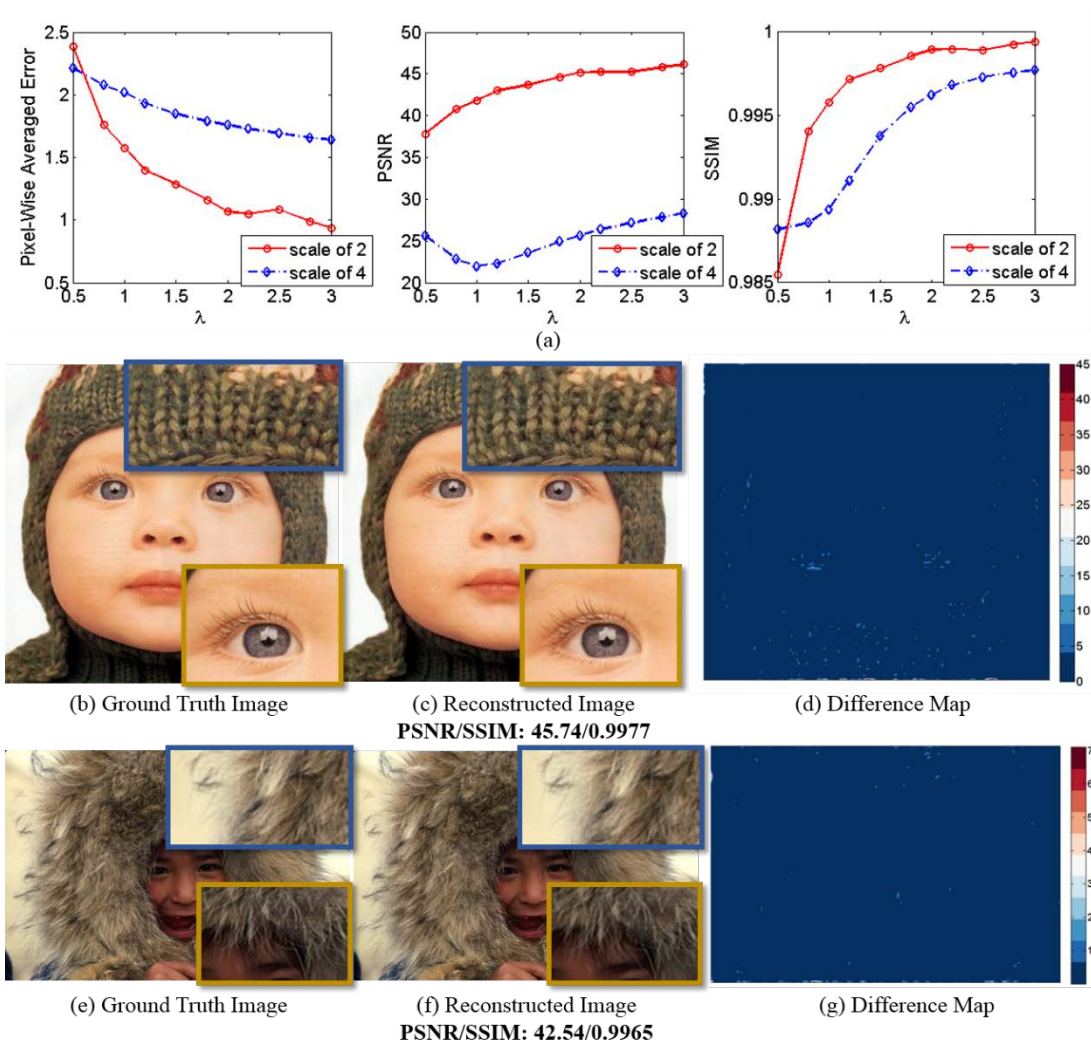 Pixel-Wise Averaged Error
2.5
2
1.5
1
0.5
0.5 1 1.5 2 2.5 3
λ
scale of 2
scale of 4
PSNR
50
45
40
35
30
25
20
0.5 1 1.5 2 2.5 3
λ
scale of 2
scale of 4
SSIM
1
0.995
0.99
0.985
0.5 1 1.5 2 2.5 3
λ
scale of 2
scale of 4
(a)
45
40
35
30
25
20
15
10
5
0
(b) Ground Truth Image
(c) Reconstructed Image
(d) Difference Map
PSNR/SSIM: 45.74/0.9977
(e) Ground Truth Image
(f) Reconstructed Image
(g) Difference Map
PSNR/SSIM: 42.54/0.9965